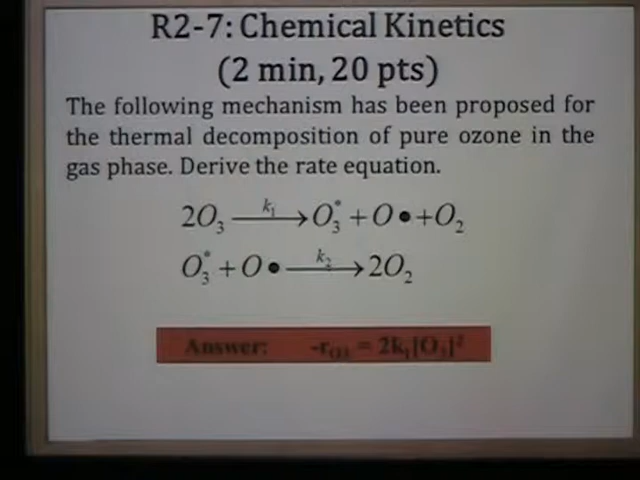 R2-7: Chemical Kinetics
(2 min, 20 pts)
The following mechanism has been proposed for
the thermal decomposition of pure ozone in the
gas phase. Derive the rate equation.
2O₃ —k₁→ O₃* + O● + O₂
O₃* + O● —k₂→ 2O₂
Answer: -r_O3 = 2k₁[O₃]²